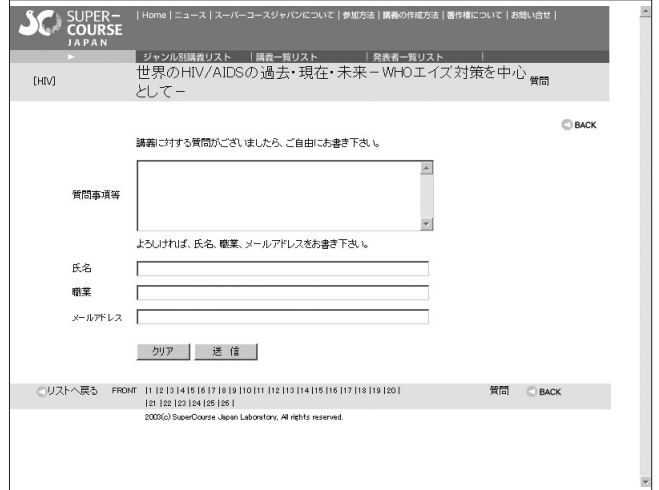 SUPER-
COURSE
JAPAN
| Home | ニュース | スーパーコースジャパンについて | 参加方法 | 講義の作成方法 | 著作権について | お問い合せ |
ジャンル別講義リスト | 講義一覧リスト | 発表者一覧リスト |
[HIV]
世界のHIV/AIDSの過去・現在・未来－WHOエイズ対策を中心
として－
質問
BACK
講義に対する質問がございましたら、ご自由にお書き下さい。
質問事項等
よろしければ、氏名、職業、メールアドレスをお書き下さい。
氏名
職業
メールアドレス
クリア 送 信
リストへ戻る FRONT |1 |2 |3 |4 |5 |6 |7 |8 |9 |10 |11 |12 |13 |14 |15 |16 |17 |18 |19 |20 | 質問 BACK
|21 |22 |23 |24 |25 |26 |
2003(c) SuperCourse Japan Laboratory, All rights reserved.